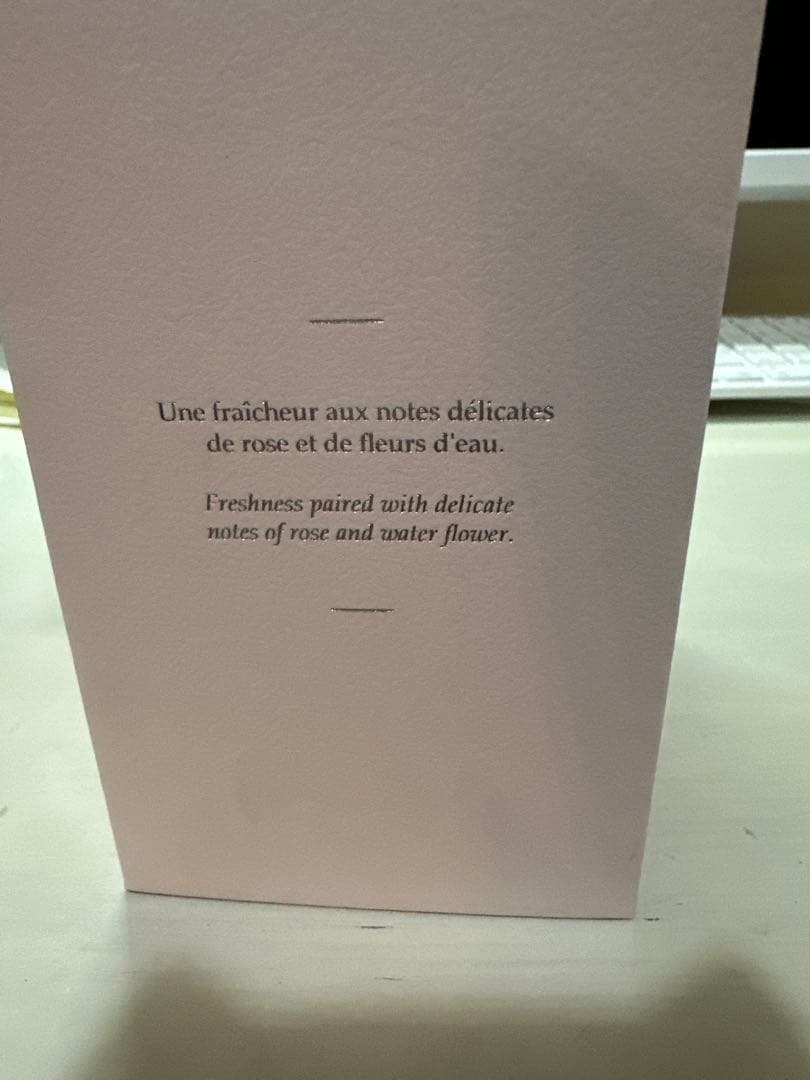 Une fraîcheur aux notes délicates
de rose et de fleurs d'eau.
Freshness paired with delicate
notes of rose and water flower.